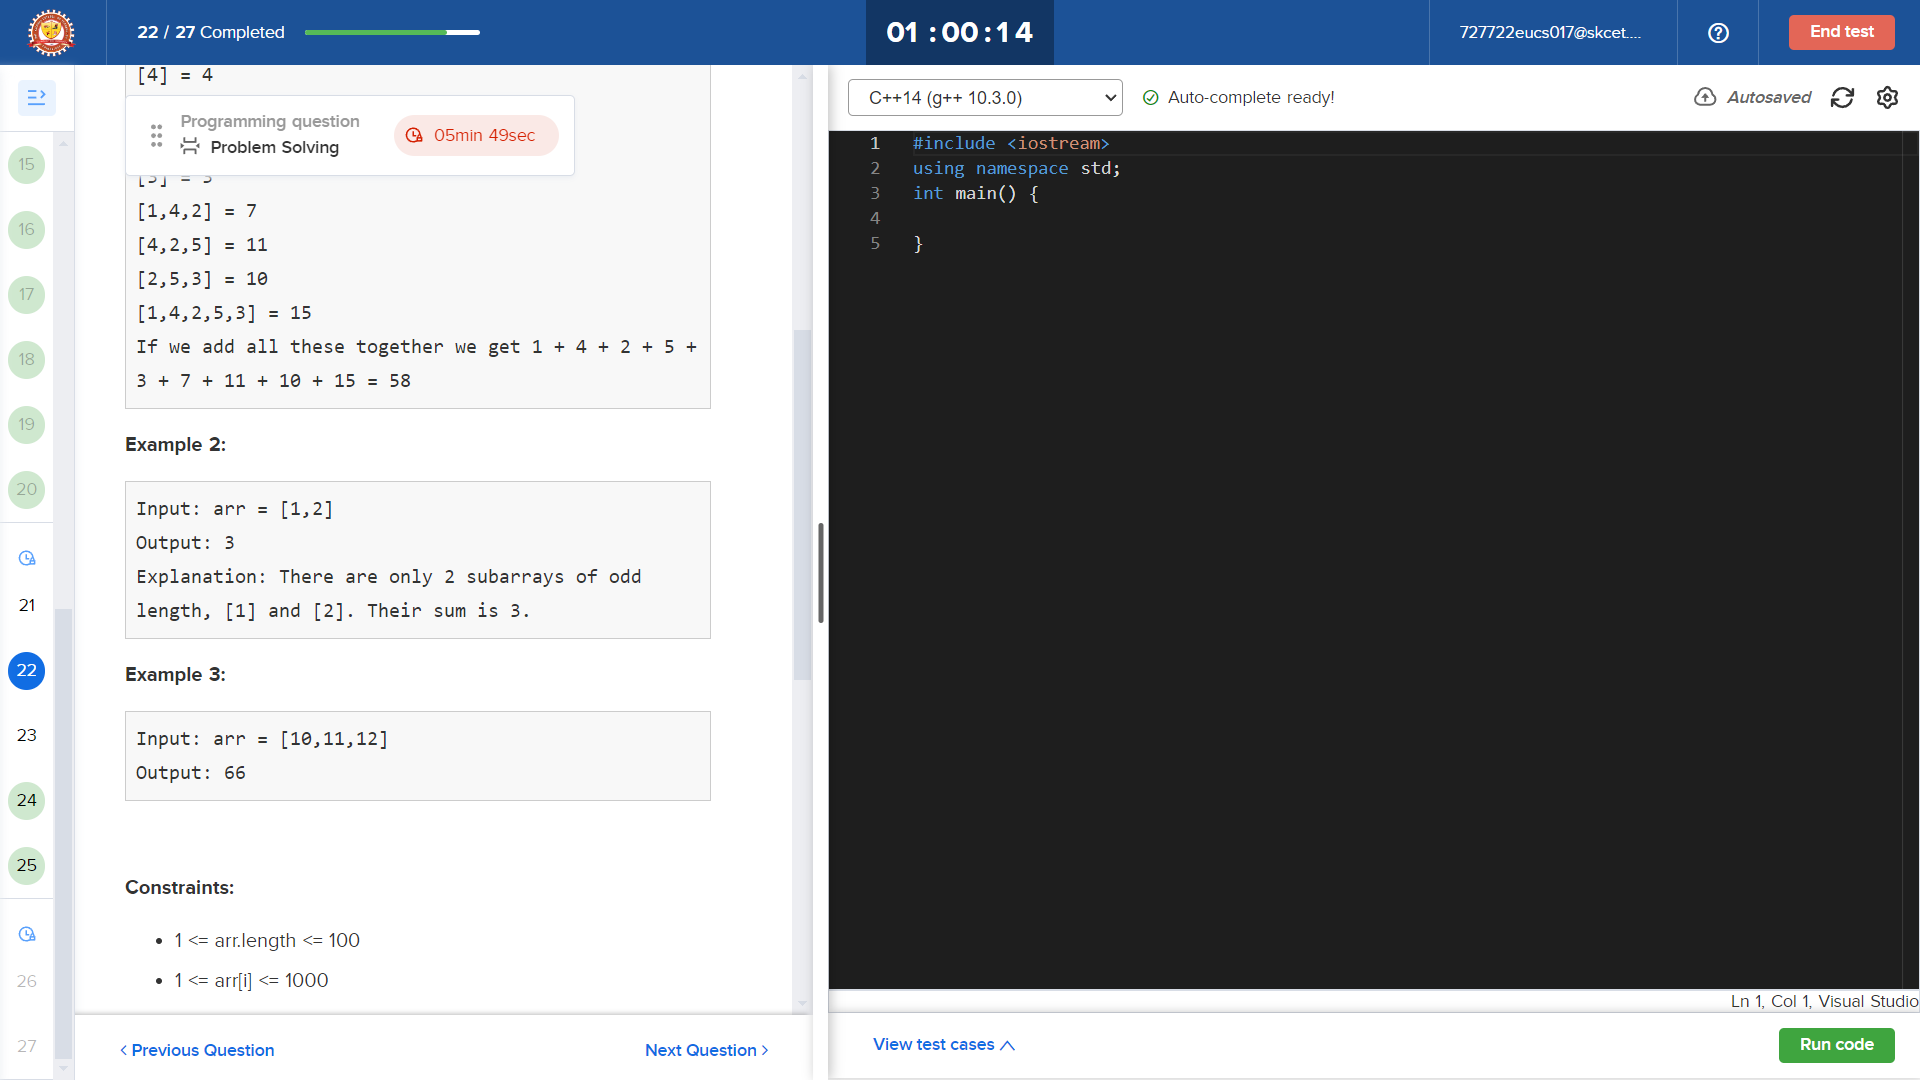 22 / 27 Completed
01 : 00 : 14
727722eucs017@skcet....
End test
C++14 (g++ 10.3.0)
Auto-complete ready!
Autosaved
[4] = 4
Programming question
Problem Solving
05min 49sec
[3] = 3
[1,4,2] = 7
[4,2,5] = 11
[2,5,3] = 10
[1,4,2,5,3] = 15
If we add all these together we get 1 + 4 + 2 + 5 +
3 + 7 + 11 + 10 + 15 = 58
Example 2:
Input: arr = [1,2]
Output: 3
Explanation: There are only 2 subarrays of odd
length, [1] and [2]. Their sum is 3.
Example 3:
Input: arr = [10,11,12]
Output: 66
Constraints:
• 1 <= arr.length <= 100
• 1 <= arr[i] <= 1000
< Previous Question
Next Question >
15
16
17
18
19
20
21
22
23
24
25
26
27
1 #include <iostream>
2 using namespace std;
3 int main() {
4
5 }
Ln 1, Col 1, Visual Studio
View test cases
Run code